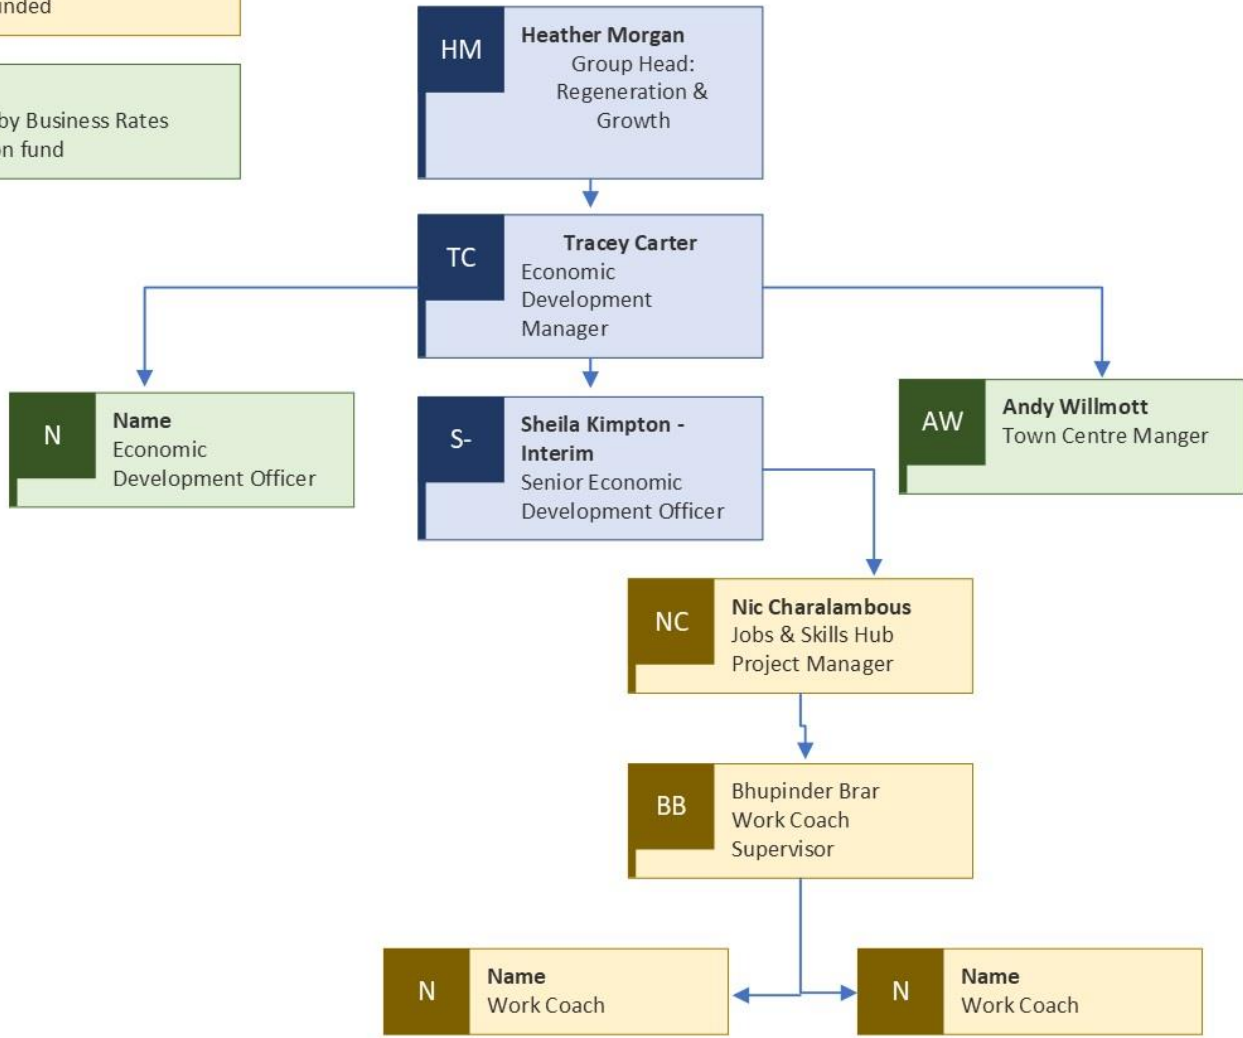 unded
by Business Rates
on fund
HM
Heather Morgan
Group Head:
Regeneration &
Growth
TC
Tracey Carter
Economic
Development
Manager
N
Name
Economic
Development Officer
S-
Sheila Kimpton -
Interim
Senior Economic
Development Officer
AW
Andy Willmott
Town Centre Manger
NC
Nic Charalambous
Jobs & Skills Hub
Project Manager
BB
Bhupinder Brar
Work Coach
Supervisor
N
Name
Work Coach
N
Name
Work Coach